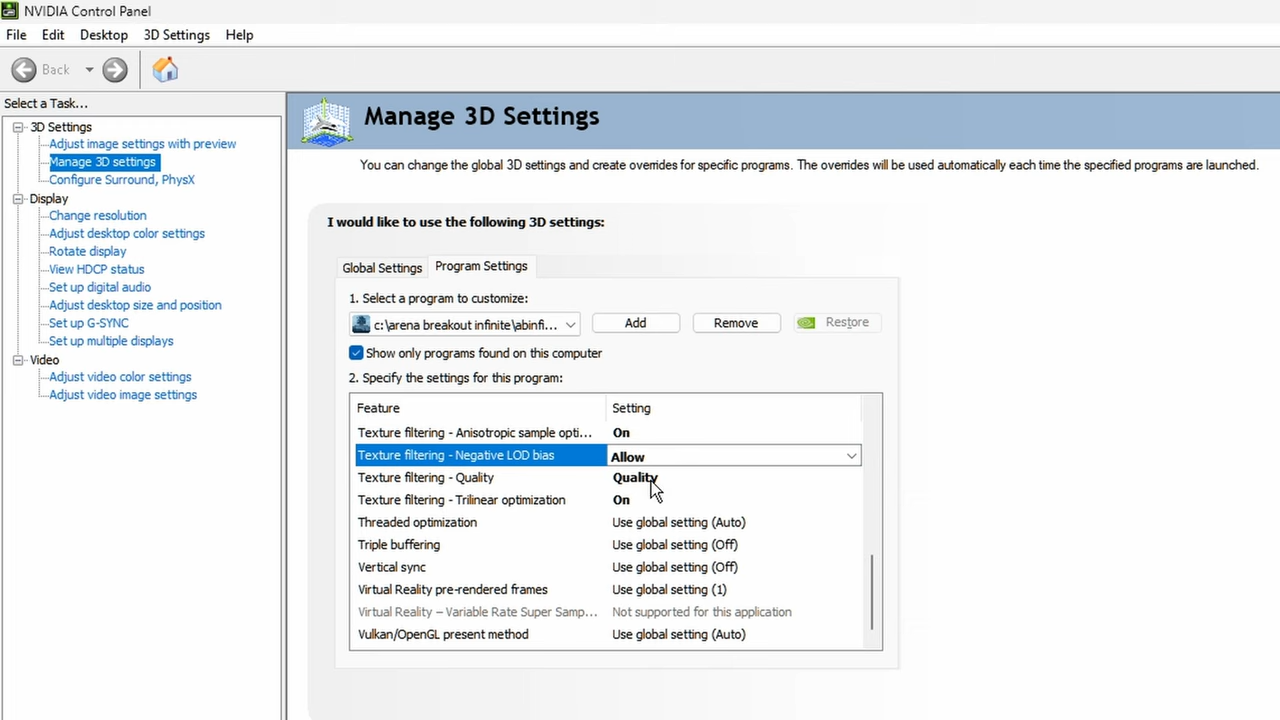 NVIDIA Control Panel
File Edit Desktop 3D Settings Help
Back
Select a Task...
3D Settings
Adjust image settings with preview
Manage 3D settings
Configure Surround, PhysX
Display
Change resolution
Adjust desktop color settings
Rotate display
View HDCP status
Set up digital audio
Adjust desktop size and position
Set up G-SYNC
Set up multiple displays
Video
Adjust video color settings
Adjust video image settings
Manage 3D Settings
You can change the global 3D settings and create overrides for specific programs. The overrides will be used automatically each time the specified programs are launched.
I would like to use the following 3D settings:
Global Settings Program Settings
1. Select a program to customize:
c:\arena breakout infinite\abinfi... Add Remove Restore
Show only programs found on this computer
2. Specify the settings for this program:
Feature Setting
Texture filtering - Anisotropic sample opti... On
Texture filtering - Negative LOD bias Allow
Texture filtering - Quality Quality
Texture filtering - Trilinear optimization On
Threaded optimization Use global setting (Auto)
Triple buffering Use global setting (Off)
Vertical sync Use global setting (Off)
Virtual Reality pre-rendered frames Use global setting (1)
Virtual Reality – Variable Rate Super Samp... Not supported for this application
Vulkan/OpenGL present method Use global setting (Auto)